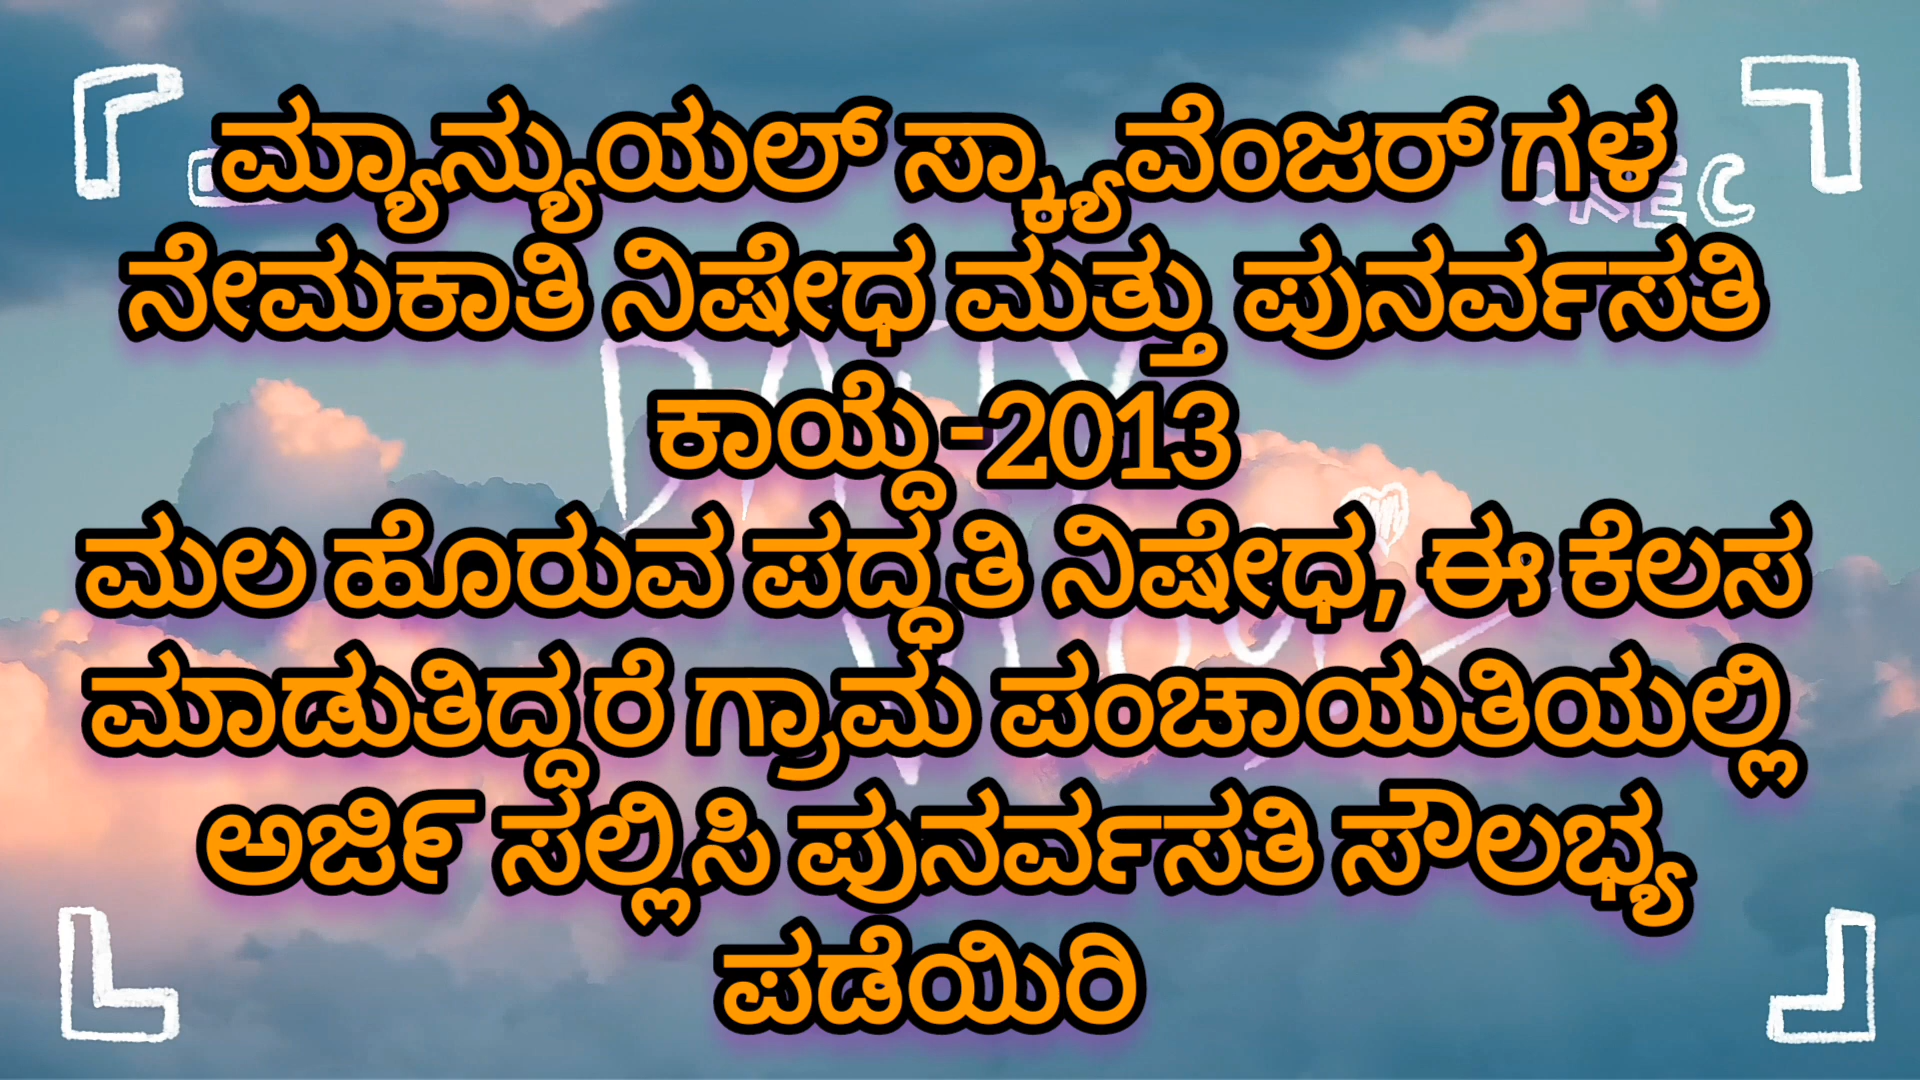 ಮ್ಯಾನ್ಯುಯಲ್ ಸ್ಕ್ಯಾವೆಂಜರ್ ಗಳ
ನೇಮಕಾತಿ ನಿಷೇಧ ಮತ್ತು ಪುನರ್ವಸತಿ
ಕಾಯ್ದೆ-2013
ಮಲ ಹೊರುವ ಪದ್ಧತಿ ನಿಷೇಧ, ಈ ಕೆಲಸ
ಮಾಡುತಿದ್ದರೆ ಗ್ರಾಮ ಪಂಚಾಯತಿಯಲ್ಲಿ
ಅರ್ಜಿ ಸಲ್ಲಿಸಿ ಪುನರ್ವಸತಿ ಸೌಲಭ್ಯ
ಪಡೆಯಿರಿ
REC